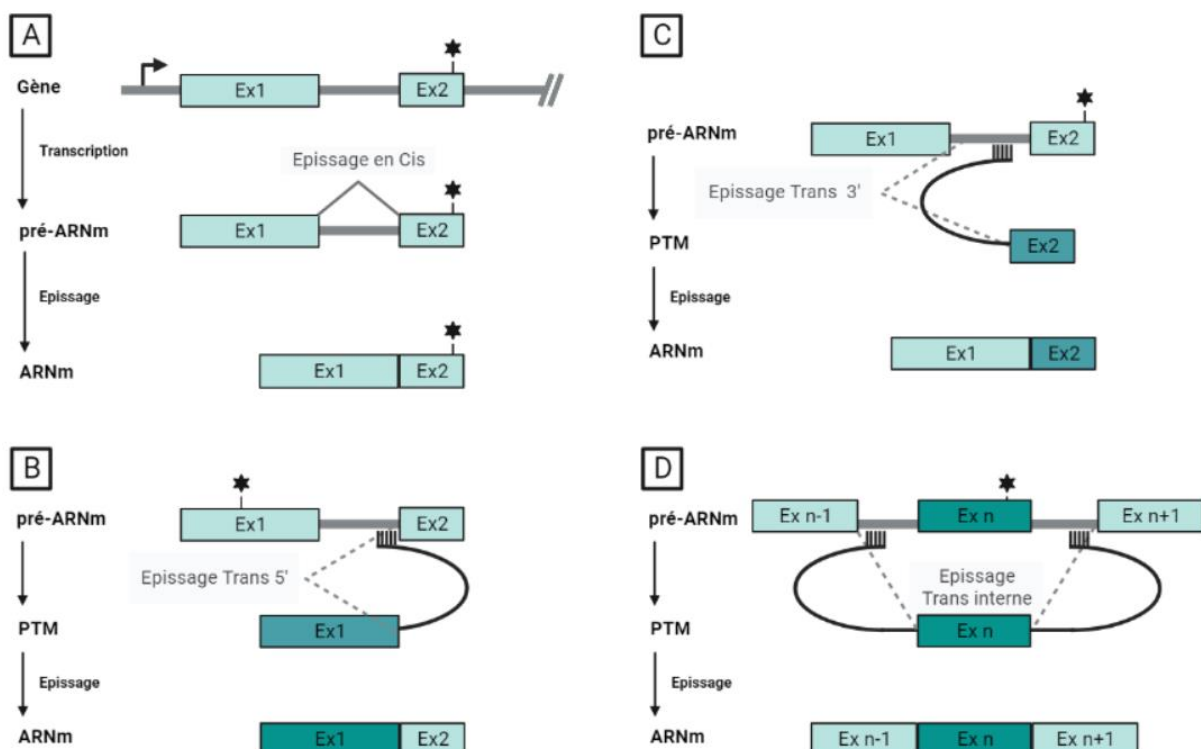 A
Gène
Ex1
Ex2
Transcription
Epissage en Cis
pré-ARNm
Ex1
Ex2
Epissage
ARNm
Ex1
Ex2
B
pré-ARNm
Ex1
Ex2
Epissage Trans 5'
PTM
Ex1
Epissage
ARNm
Ex1
Ex2
C
pré-ARNm
Ex1
Ex2
Epissage Trans 3'
PTM
Ex2
Epissage
ARNm
Ex1
Ex2
D
pré-ARNm
Ex n-1
Ex n
Ex n+1
Epissage
Trans interne
PTM
Ex n
Epissage
ARNm
Ex n-1
Ex n
Ex n+1